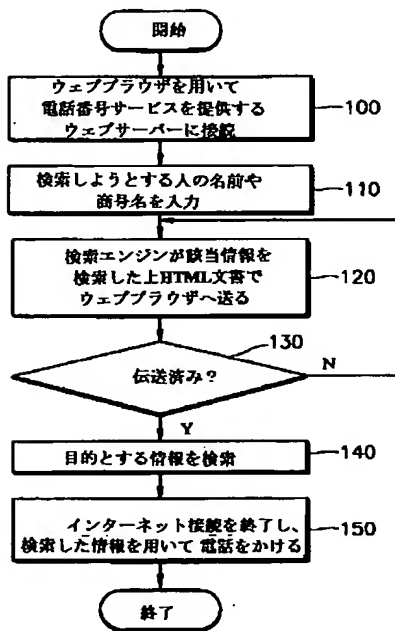 開始
ウェブブラウザを用いて
電話番号サービスを提供する
ウェブサーバーに接続
100
検索しようとする人の名前や
商号名を入力
110
検索エンジンが該当情報を
検索した上HTML文書で
ウェブブラウザへ送る
120
130
伝送済み?
N
Y
目的とする情報を検索
140
インターネット接続を終了し、
検索した情報を用いて 電話をかける
150
終了